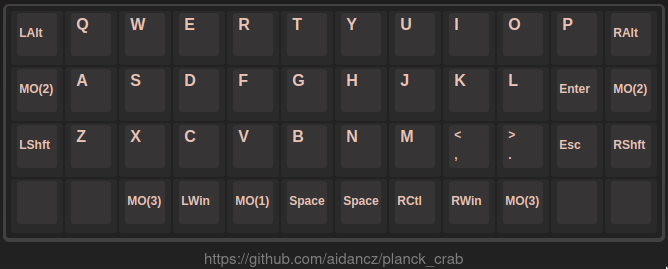 LAlt Q W E R T Y U I O P RAlt
MO(2) A S D F G H J K L Enter MO(2)
LShft Z X C V B N M < > Esc RShft
, .
MO(3) LWin MO(1) Space Space RCtl RWin MO(3)
https://github.com/aidancz/planck_crab